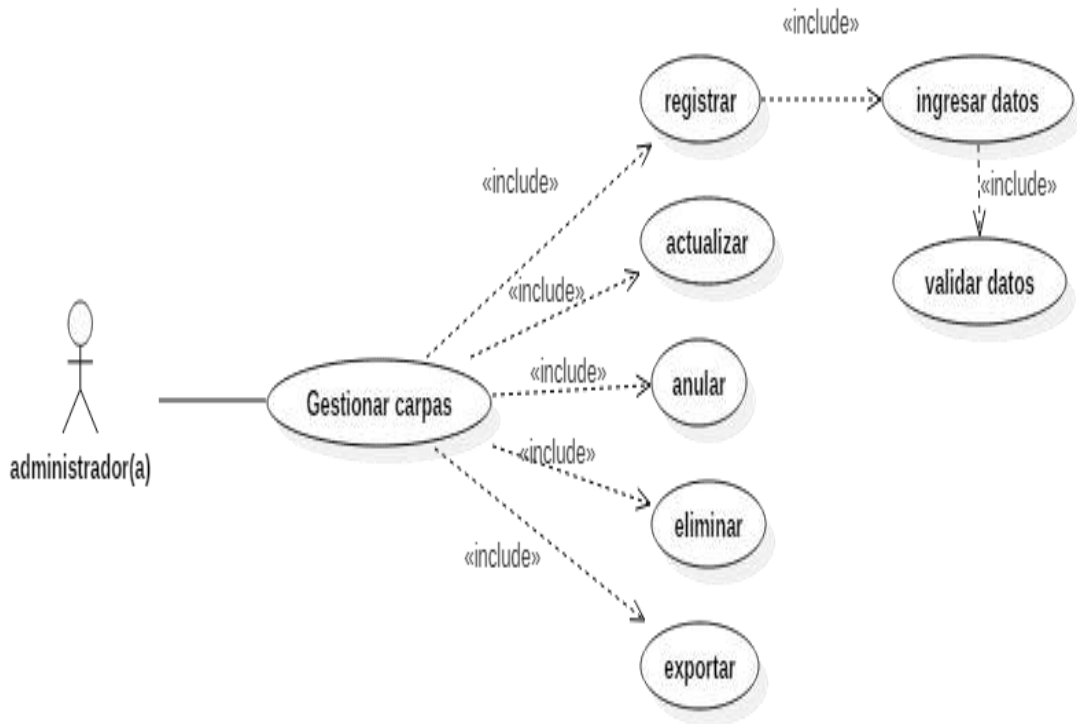 «include»
registrar
ingresar datos
«include»
«include»
actualizar
validar datos
«include»
anular
«include»
Gestionar carpas
administrador(a)
«include»
eliminar
«include»
exportar